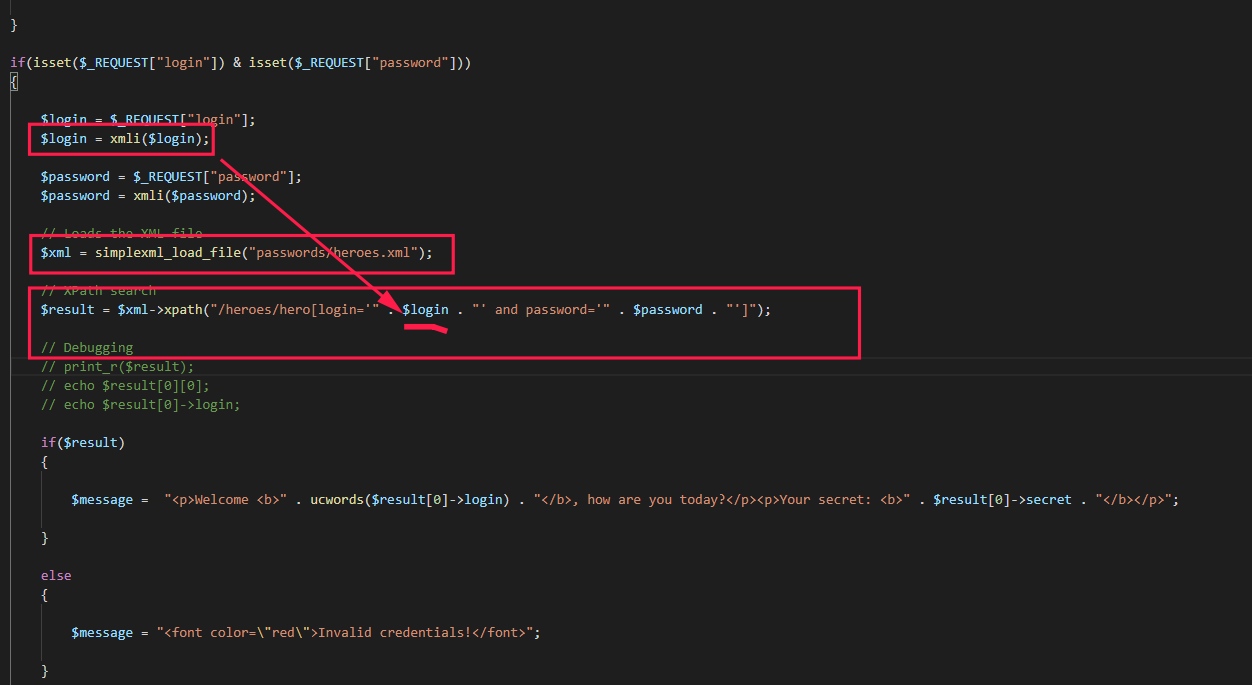 }
if(isset($_REQUEST["login"]) & isset($_REQUEST["password"]))
{
$login = $_REQUEST["login"];
$login = xmli($login);
$password = $_REQUEST["password"];
$password = xmli($password);
// Loads the XML file
$xml = simplexml_load_file("passwords/heroes.xml");
// XPath search
$result = $xml->xpath("/heroes/hero[login='" . $login . "' and password='" . $password . "']");
// Debugging
// print_r($result);
// echo $result[0][0];
// echo $result[0]->login;
if($result)
{
$message =  "<p>Welcome <b>" . ucwords($result[0]->login) . "</b>, how are you today?</p><p>Your secret: <b>" . $result[0]->secret . "</b></p>";
}
else
{
$message = "<font color=\"red\">Invalid credentials!</font>";
}